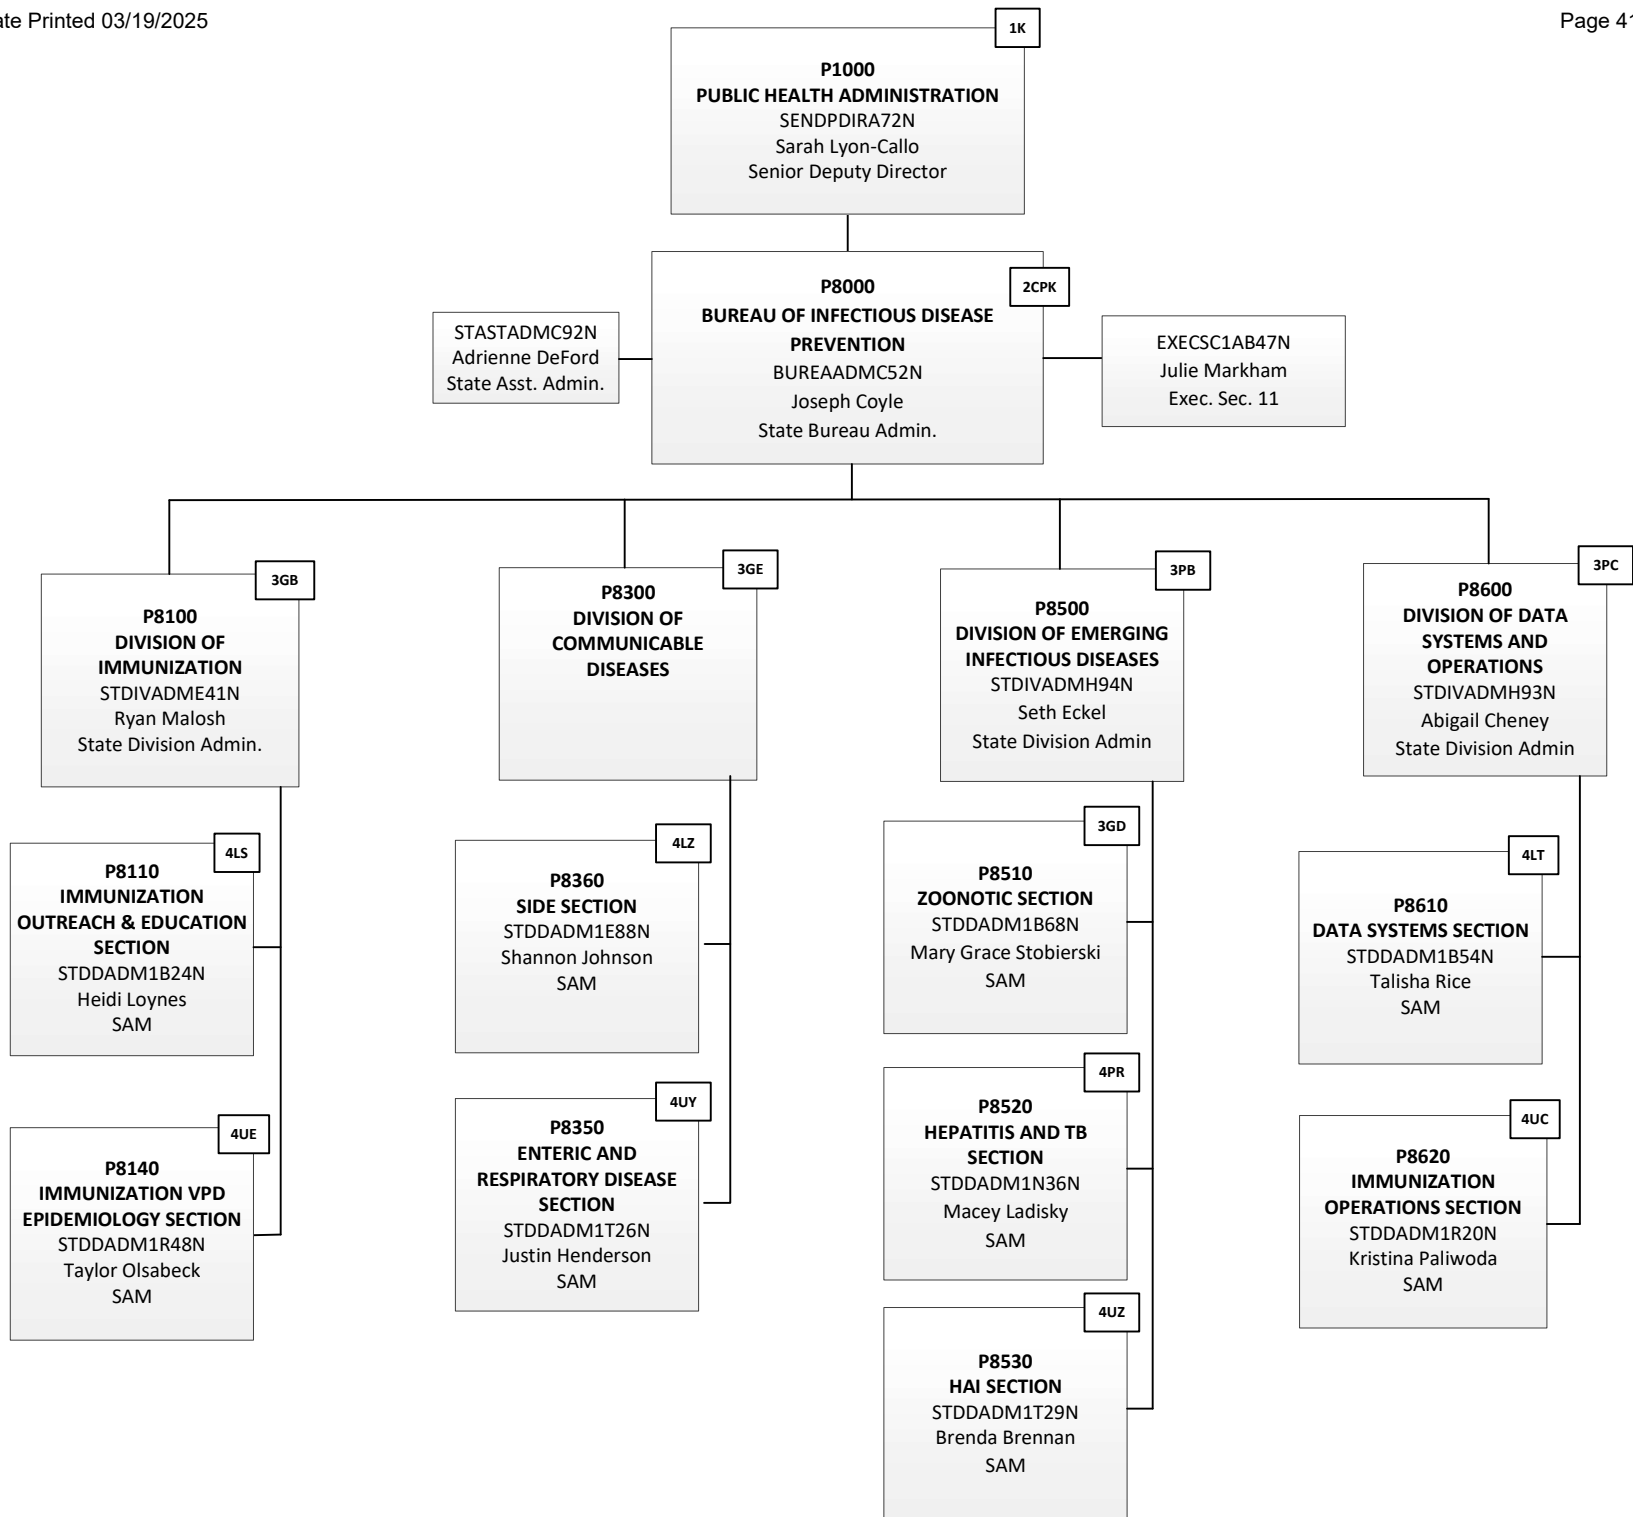 ate Printed 03/19/2025
Page 41
1K
P1000
PUBLIC HEALTH ADMINISTRATION
SENDPDIRA72N
Sarah Lyon-Callo
Senior Deputy Director
2CPK
P8000
BUREAU OF INFECTIOUS DISEASE
PREVENTION
BUREAADMC52N
Joseph Coyle
State Bureau Admin.
STASTADMC92N
Adrienne DeFord
State Asst. Admin.
EXECSC1AB47N
Julie Markham
Exec. Sec. 11
3GB
P8100
DIVISION OF
IMMUNIZATION
STDIVADME41N
Ryan Malosh
State Division Admin.
3GE
P8300
DIVISION OF
COMMUNICABLE
DISEASES
3PB
P8500
DIVISION OF EMERGING
INFECTIOUS DISEASES
STDIVADMH94N
Seth Eckel
State Division Admin
3PC
P8600
DIVISION OF DATA
SYSTEMS AND
OPERATIONS
STDIVADMH93N
Abigail Cheney
State Division Admin
4LS
P8110
IMMUNIZATION
OUTREACH & EDUCATION
SECTION
STDDADM1B24N
Heidi Loynes
SAM
4LZ
P8360
SIDE SECTION
STDDADM1E88N
Shannon Johnson
SAM
3GD
P8510
ZOONOTIC SECTION
STDDADM1B68N
Mary Grace Stobierski
SAM
4LT
P8610
DATA SYSTEMS SECTION
STDDADM1B54N
Talisha Rice
SAM
4UE
P8140
IMMUNIZATION VPD
EPIDEMIOLOGY SECTION
STDDADM1R48N
Taylor Olsabeck
SAM
4UY
P8350
ENTERIC AND
RESPIRATORY DISEASE
SECTION
STDDADM1T26N
Justin Henderson
SAM
4PR
P8520
HEPATITIS AND TB
SECTION
STDDADM1N36N
Macey Ladisky
SAM
4UC
P8620
IMMUNIZATION
OPERATIONS SECTION
STDDADM1R20N
Kristina Paliwoda
SAM
4UZ
P8530
HAI SECTION
STDDADM1T29N
Brenda Brennan
SAM